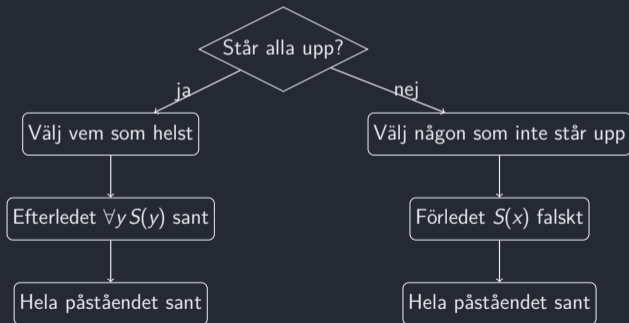 Står alla upp?
ja
nej
Välj vem som helst
Välj någon som inte står upp
Efterledet ∀y S(y) sant
Förledet S(x) falskt
Hela påståendet sant
Hela påståendet sant